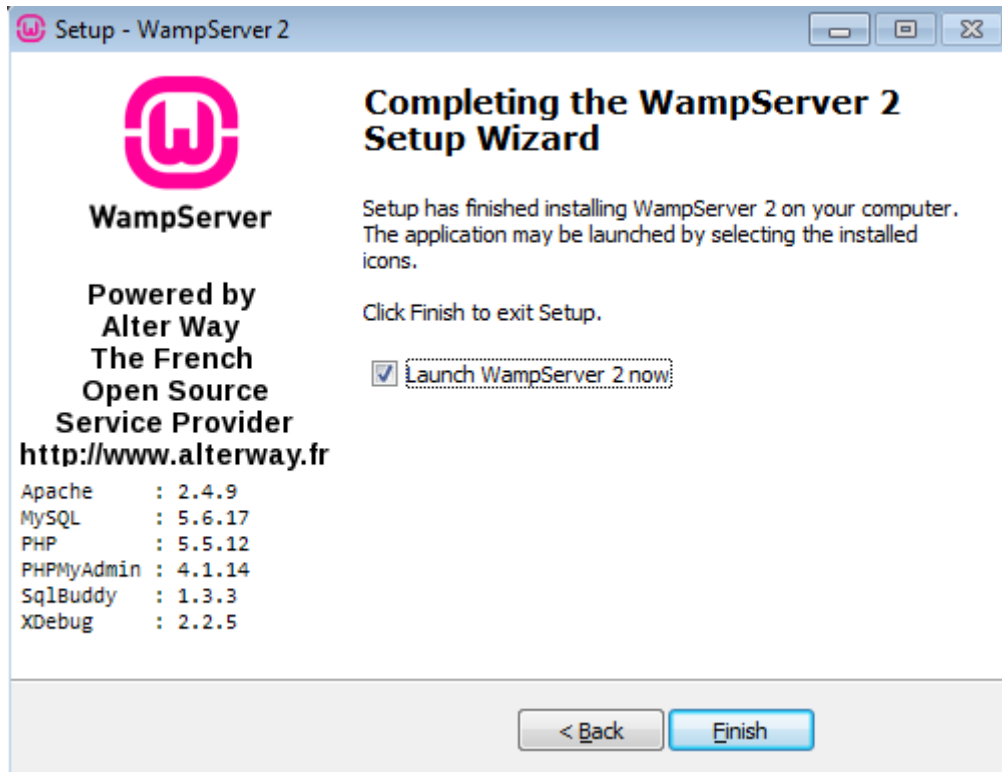 Setup - WampServer 2
WampServer
Powered by
Alter Way
The French
Open Source
Service Provider
http://www.alterway.fr
Apache : 2.4.9
MySQL : 5.6.17
PHP : 5.5.12
PHPMyAdmin : 4.1.14
SqlBuddy : 1.3.3
XDebug : 2.2.5
Completing the WampServer 2
Setup Wizard
Setup has finished installing WampServer 2 on your computer.
The application may be launched by selecting the installed
icons.
Click Finish to exit Setup.
Launch WampServer 2 now
< Back
Finish